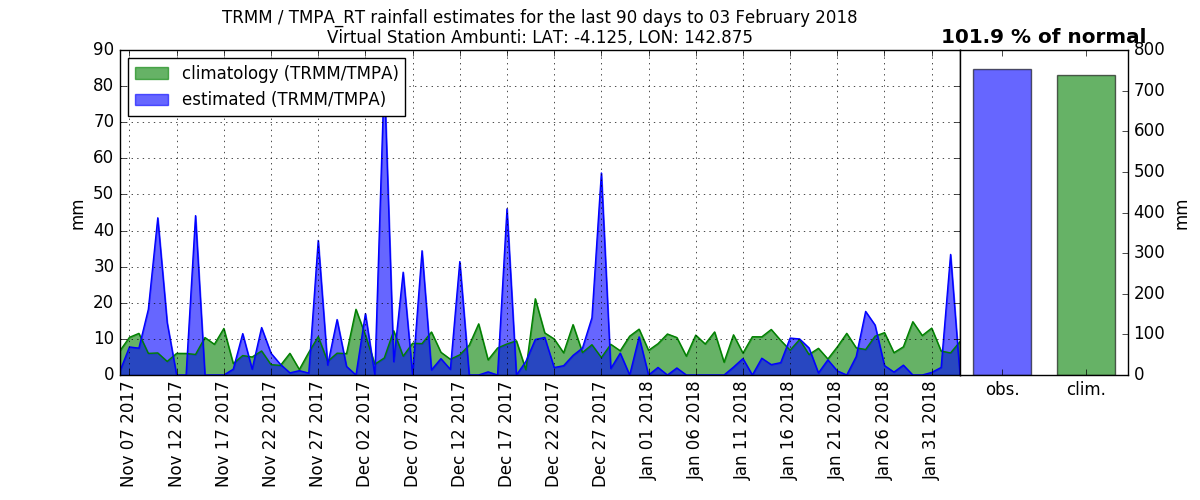 TRMM / TMPA_RT rainfall estimates for the last 90 days to 03 February 2018
Virtual Station Ambunti: LAT: -4.125, LON: 142.875
101.9 % of normal
climatology (TRMM/TMPA)
estimated (TRMM/TMPA)
mm
90
80
70
60
50
40
30
20
10
0
Nov 07 2017
Nov 12 2017
Nov 17 2017
Nov 22 2017
Nov 27 2017
Dec 02 2017
Dec 07 2017
Dec 12 2017
Dec 17 2017
Dec 22 2017
Dec 27 2017
Jan 01 2018
Jan 06 2018
Jan 11 2018
Jan 16 2018
Jan 21 2018
Jan 26 2018
Jan 31 2018
obs.
clim.
800
700
600
500
400
300
200
100
0
mm